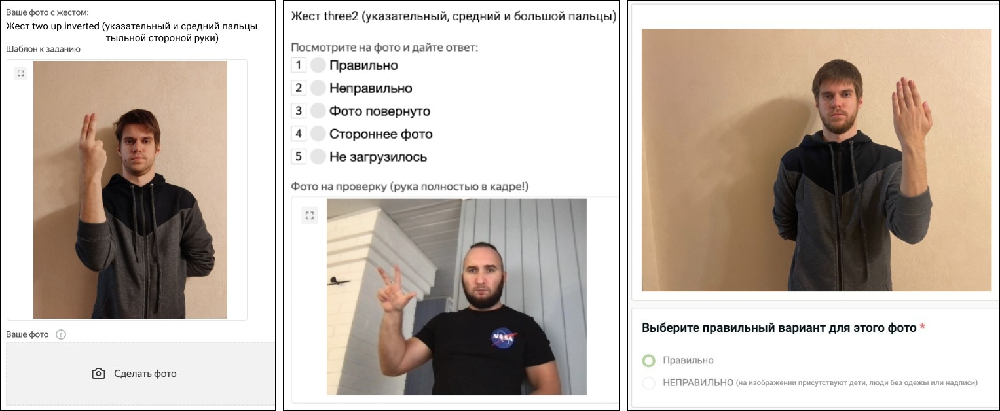 Ваше фото с жестом:
Жест two up inverted (указательный и средний пальцы
тыльной стороной руки)
Шаблон к заданию
Ваше фото i
Сделать фото
Жест three2 (указательный, средний и большой пальцы)
Посмотрите на фото и дайте ответ:
1 Правильно
2 Неправильно
3 Фото повернуто
4 Стороннее фото
5 Не загрузилось
Фото на проверку (рука полностью в кадре!)
NASA
Выберите правильный вариант для этого фото *
Правильно
НЕПРАВИЛЬНО (на изображении присутствуют дети, люди без одежы или надписи)